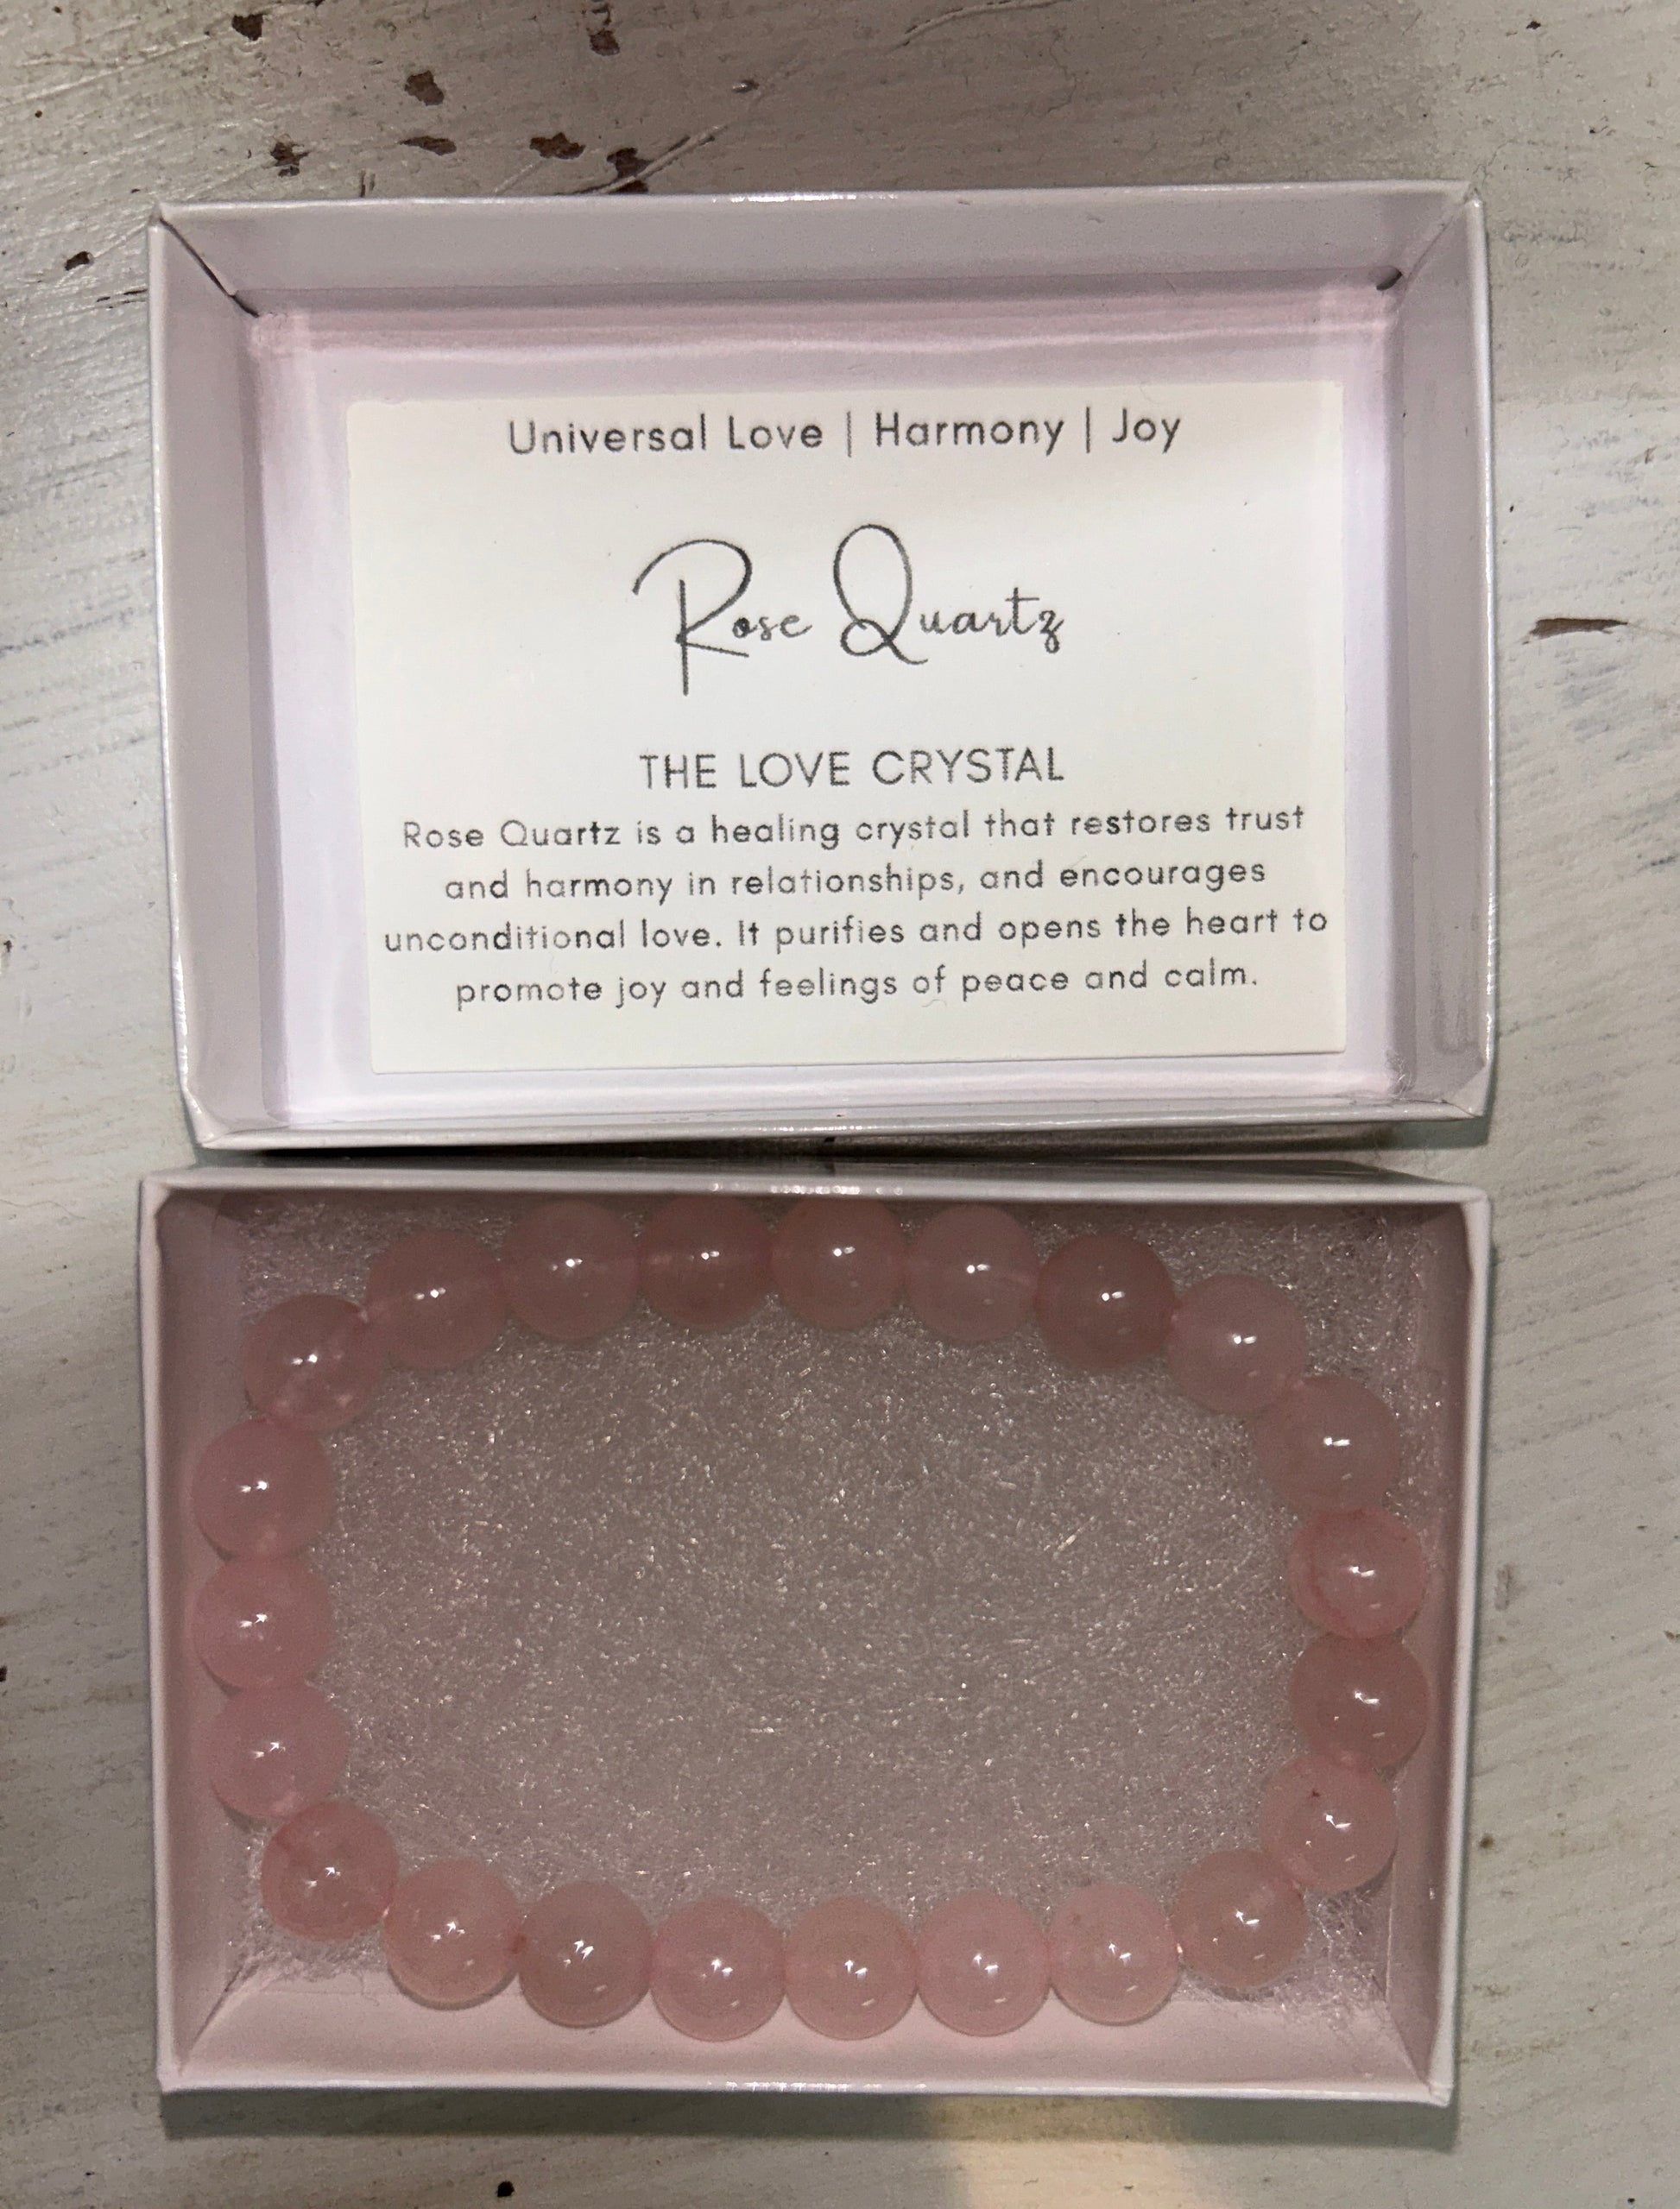 Universal Love | Harmony | Joy
Rose Quartz
THE LOVE CRYSTAL
Rose Quartz is a healing crystal that restores trust
and harmony in relationships, and encourages
unconditional love. It purifies and opens the heart to
promote joy and feelings of peace and calm.